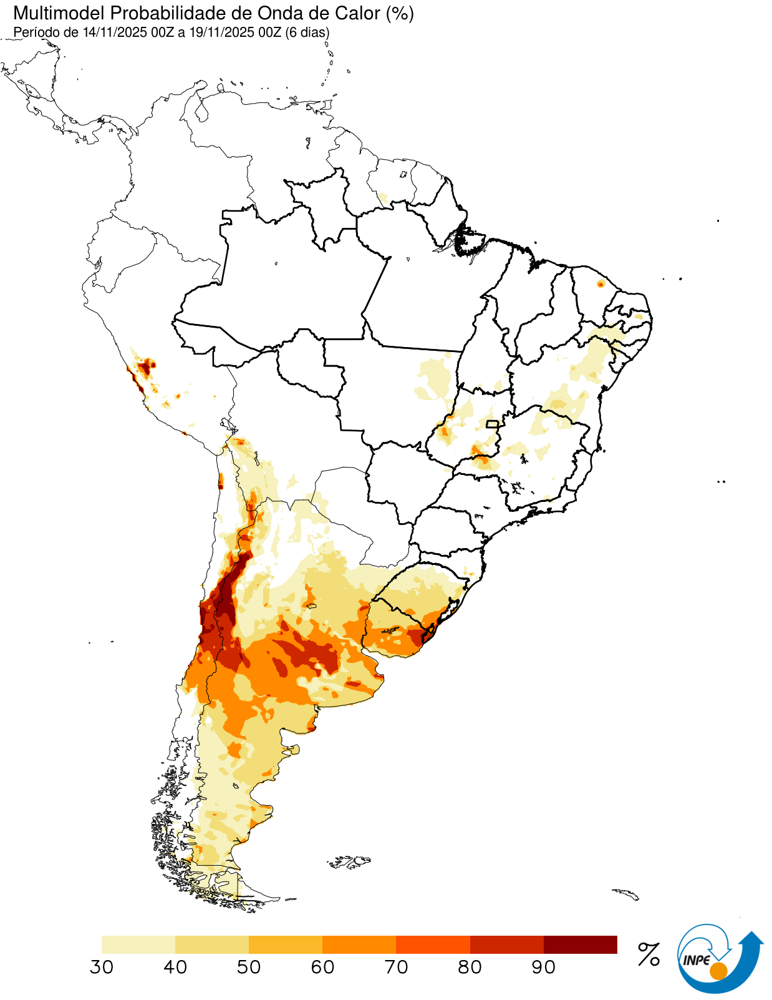 Multimodel Probabilidade de Onda de Calor (%)
Período de 14/11/2025 00Z a 19/11/2025 00Z (6 dias)
30 40 50 60 70 80 90 %
INPE